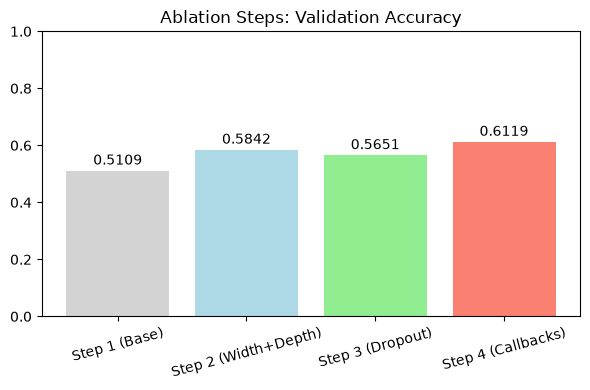 Ablation Steps: Validation Accuracy
1.0
0.8
0.6
0.4
0.2
0.0
0.5109
0.5842
0.5651
0.6119
Step 1 (Base)
Step 2 (Width+Depth)
Step 3 (Dropout)
Step 4 (Callbacks)